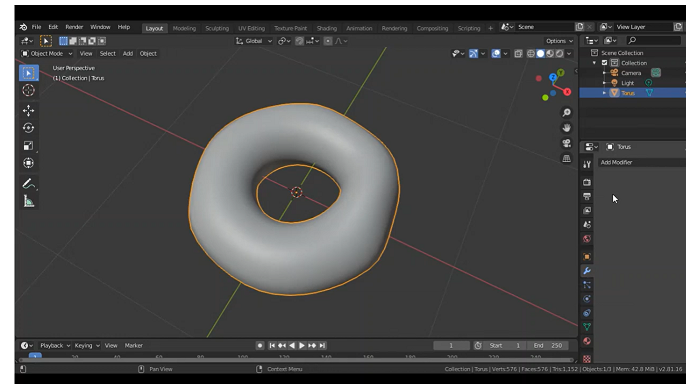 File Edit Render Window Help Layout Modeling Sculpting UV Editing Texture Paint Shading Animation Rendering Compositing Scripting + Scene View Layer
Global Options
Object Mode View Select Add Object
User Perspective
(1) Collection | Torus
Scene Collection
Collection
Camera
Light
Torus
Torus
Add Modifier
Z
Y
X
Playback Keying View Marker 1 Start 1 End 250
1 20 40 60 80 100 120 140 160 180 200 220 240
Pan View Context Menu Collection | Torus | Verts:576 | Faces:576 | Tris:1,152 | Objects:1/3 | Mem: 42.8 MiB | v2.81.16